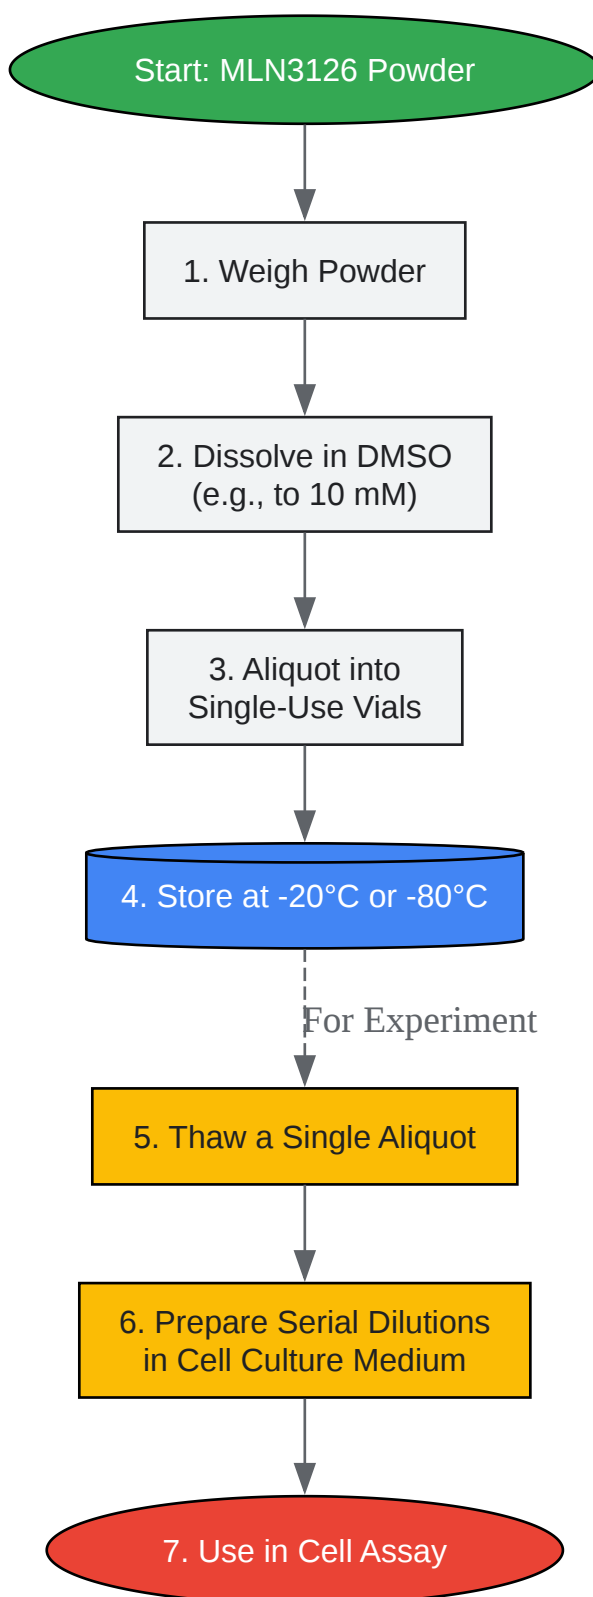 Start: MLN3126 Powder
1. Weigh Powder
2. Dissolve in DMSO
(e.g., to 10 mM)
3. Aliquot into
Single-Use Vials
4. Store at -20°C or -80°C
For Experiment
5. Thaw a Single Aliquot
6. Prepare Serial Dilutions
in Cell Culture Medium
7. Use in Cell Assay